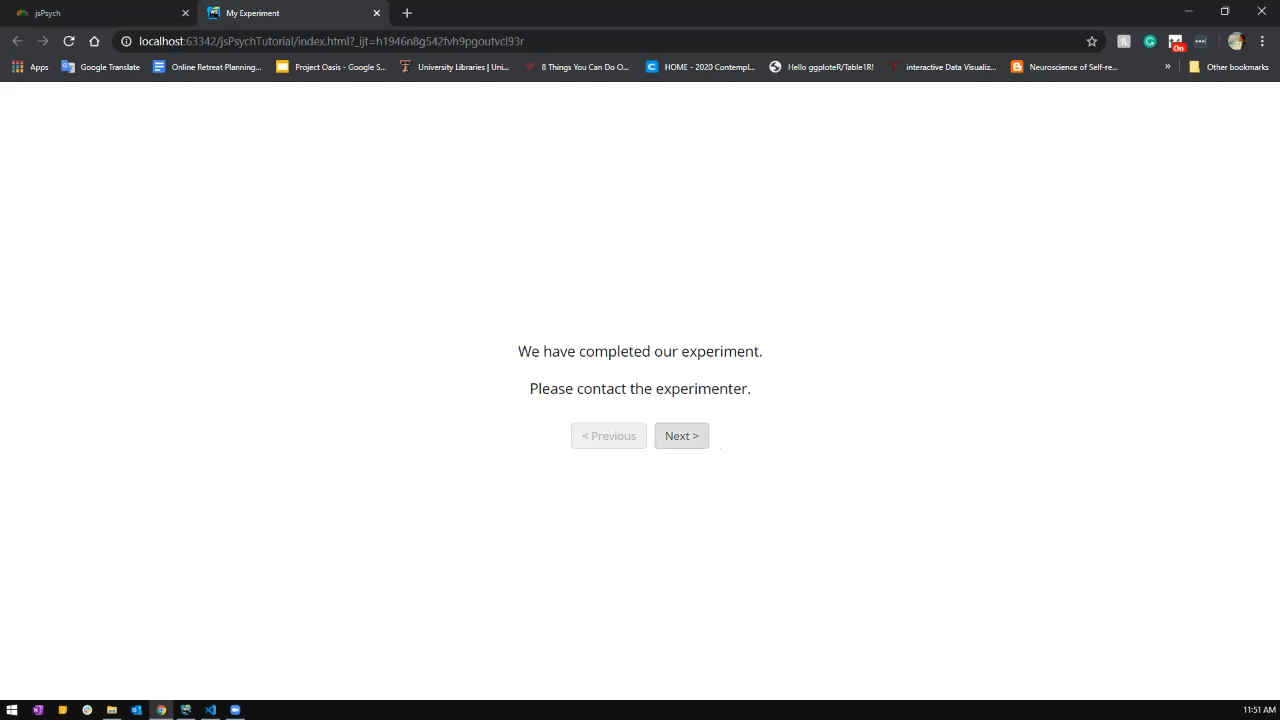 jsPsych
My Experiment
localhost:63342/jsPsychTutorial/index.html?_ijt=h1946n8g542fvh9pgoutvcl93r
On
Apps
Google Translate
Online Retreat Planning...
Project Oasis - Google S...
University Libraries | Uni...
8 Things You Can Do O...
HOME - 2020 Contempl...
Hello ggploteR/TableNR!
interactive Data Visualiz...
Neuroscience of Self-re...
»
Other bookmarks
We have completed our experiment.
Please contact the experimenter.
< Previous
Next >
11:51 AM